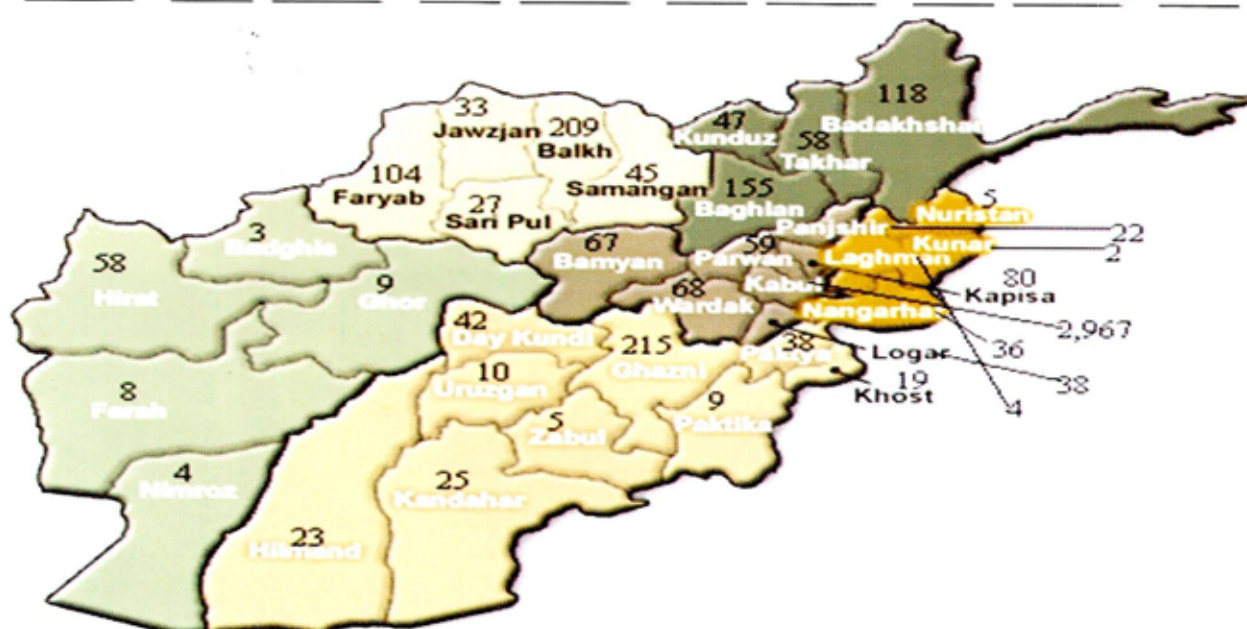 118
Badakhshan
33
Jawzjan
209
Balkh
47
Kunduz
58
Takhar
104
Faryab
45
Samangan
155
Baghlan
27
Sari Pul
5
Nuristan
Panjshir
22
3
Badghis
67
Bamyan
59
Parwan
Laghman
Kunar
2
58
Hirat
9
Ghor
68
Wardak
Kabul
80
Kapisa
Nangarha
2,967
42
Day Kundi
215
Ghazni
38
Paktya
Logar
36
38
10
Uruzgan
19
Khost
8
Farah
5
Zabul
9
Paktika
4
4
Nimroz
25
Kandahar
23
Hilmand